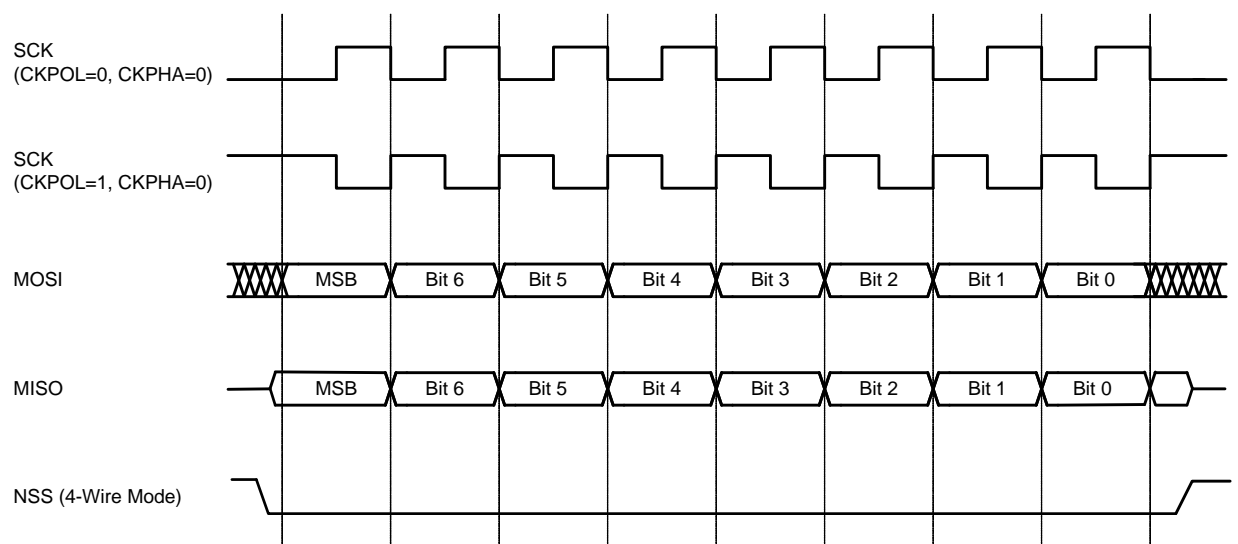 SCK
(CKPOL=0, CKPHA=0)
SCK
(CKPOL=1, CKPHA=0)
MOSI
MSB Bit 6 Bit 5 Bit 4 Bit 3 Bit 2 Bit 1 Bit 0
MISO
MSB Bit 6 Bit 5 Bit 4 Bit 3 Bit 2 Bit 1 Bit 0
NSS (4-Wire Mode)